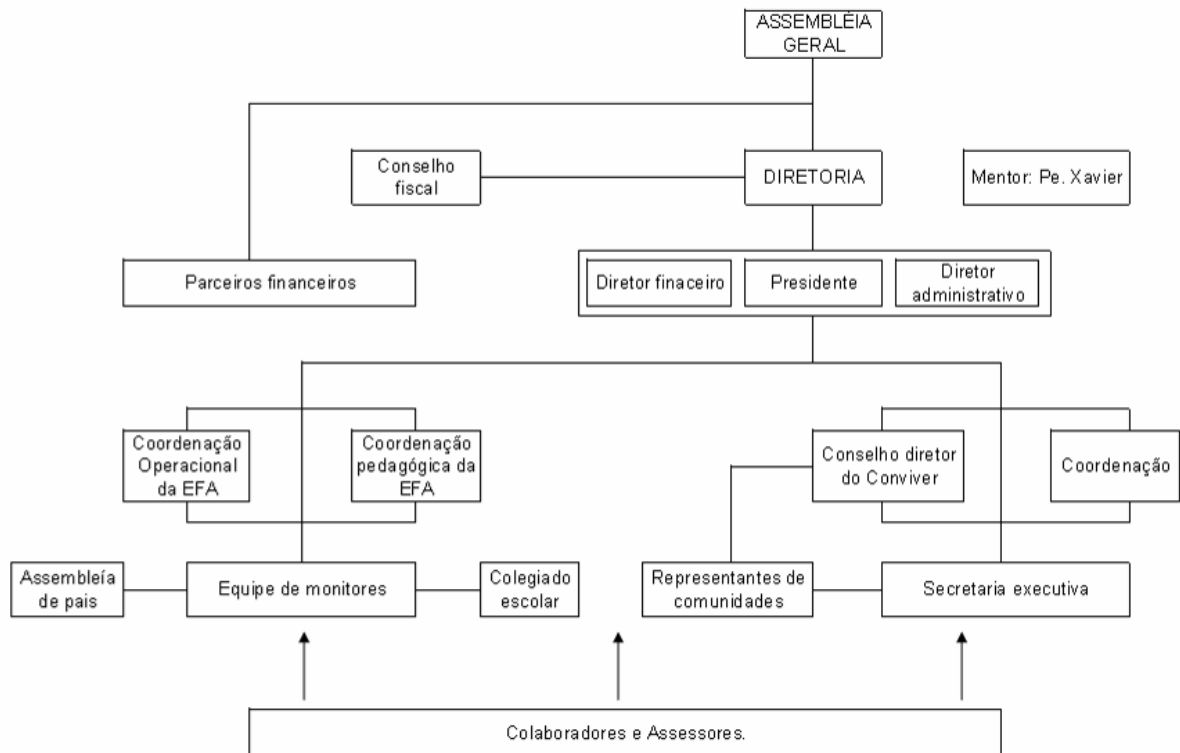 ASSEMBLÉIA
GERAL
Conselho
fiscal
DIRETORIA
Mentor: Pe. Xavier
Parceiros financeiros
Diretor finaceiro
Presidente
Diretor
administrativo
Coordenação
Operacional
da EFA
Coordenação
pedagógica da
EFA
Conselho diretor
do Conviver
Coordenação
Assembleía
de pais
Equipe de monitores
Colegiado
escolar
Representantes de
comunidades
Secretaria executiva
Colaboradores e Assessores.